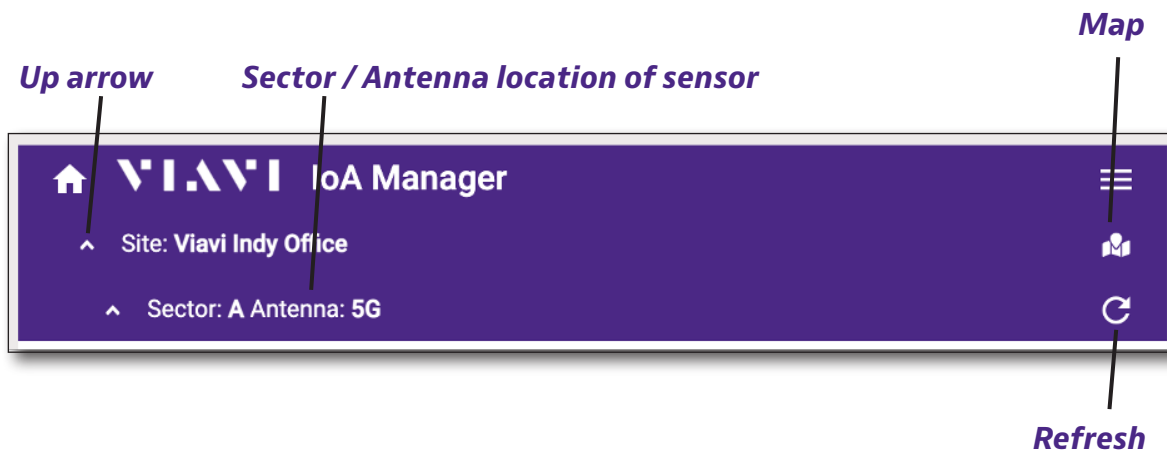 Map
Up arrow
Sector / Antenna location of sensor
VIAVI IoA Manager
Site: Viavi Indy Office
Sector: A Antenna: 5G
Refresh